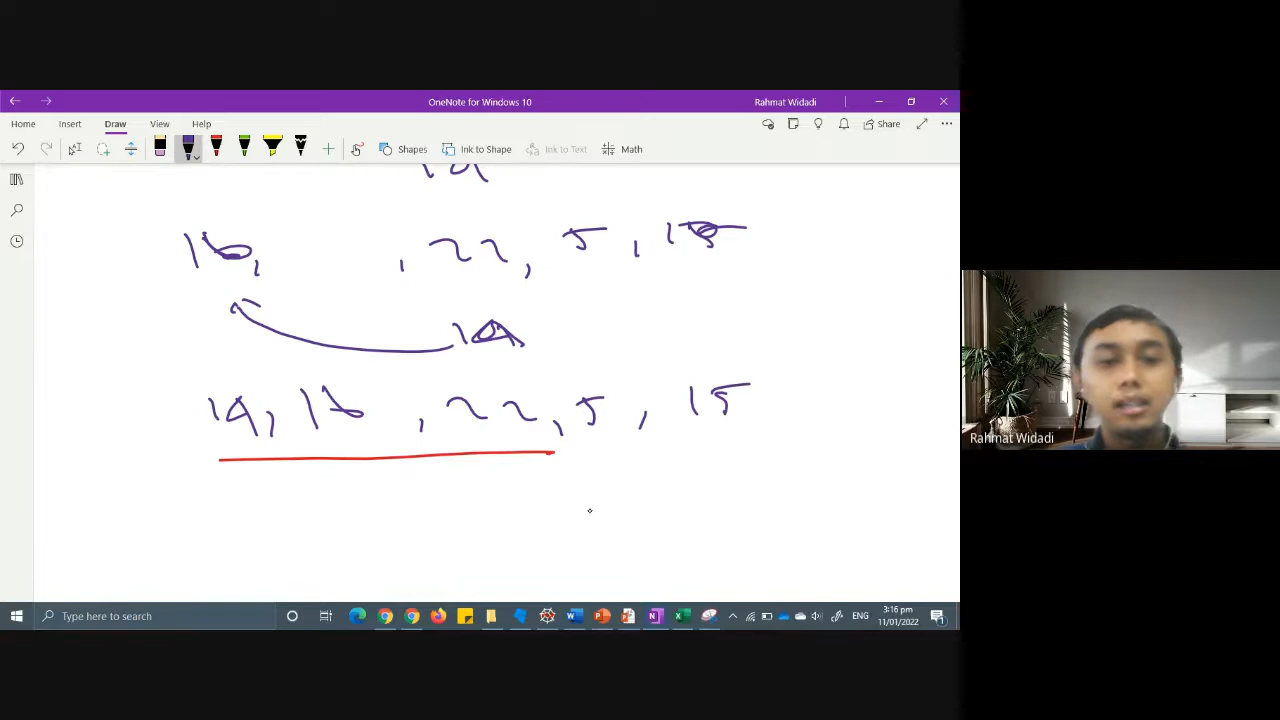 OneNote for Windows 10
Rahmat Widadi
Home Insert Draw View Help
Share
Shapes
Ink to Shape
Ink to Text
Math
16, , 22, 5, 15
14
14, 16, 22, 5, 15
Rahmat Widadi
Type here to search
ENG
3:16 pm
11/01/2022